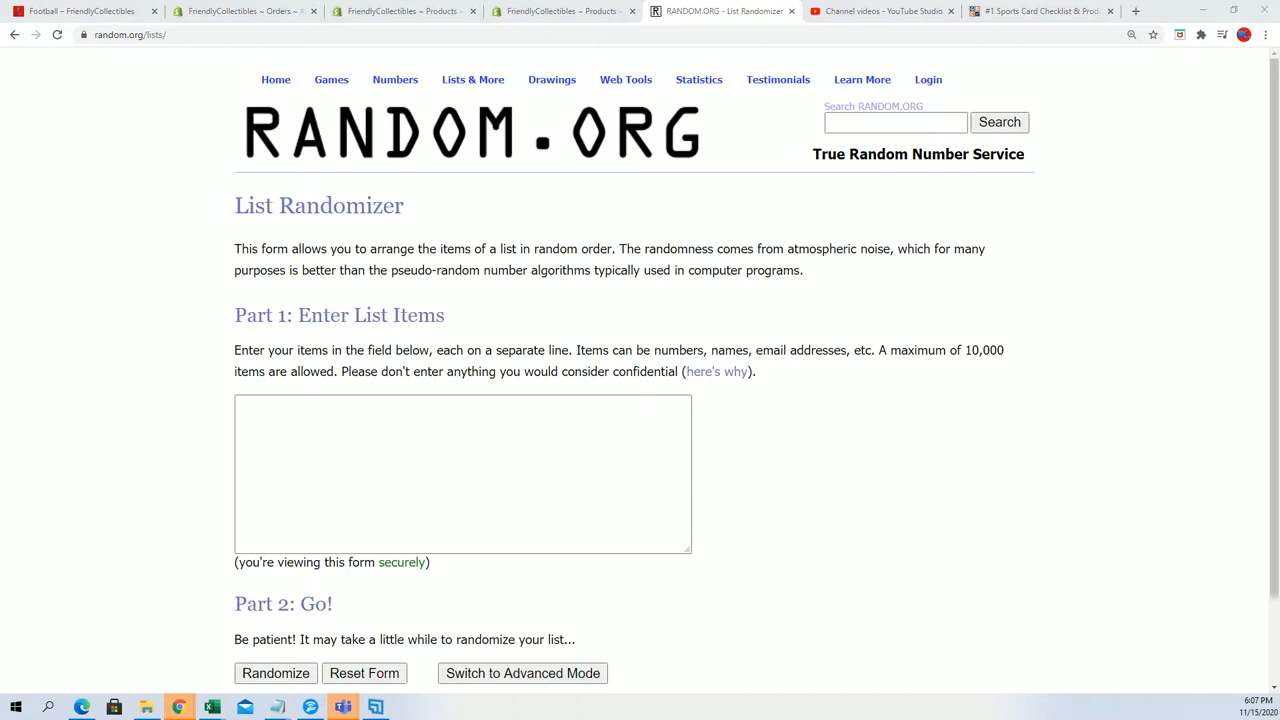 Football – FriendlyCollectibles
FriendlyCollectibles ~ Orders ~
FriendlyCollectibles ~ Products
FriendlyCollectibles ~ Products ~
RANDOM.ORG - List Randomizer
Channel videos - YouTube Studio
#1 Sports Card Checklist & Prod
random.org/lists/
Home
Games
Numbers
Lists & More
Drawings
Web Tools
Statistics
Testimonials
Learn More
Login
RANDOM.ORG
Search RANDOM.ORG
Search
True Random Number Service
List Randomizer
This form allows you to arrange the items of a list in random order. The randomness comes from atmospheric noise, which for many
purposes is better than the pseudo-random number algorithms typically used in computer programs.
Part 1: Enter List Items
Enter your items in the field below, each on a separate line. Items can be numbers, names, email addresses, etc. A maximum of 10,000
items are allowed. Please don't enter anything you would consider confidential (here's why).
(you're viewing this form securely)
Part 2: Go!
Be patient! It may take a little while to randomize your list...
Randomize
Reset Form
Switch to Advanced Mode
6:07 PM
11/15/2020